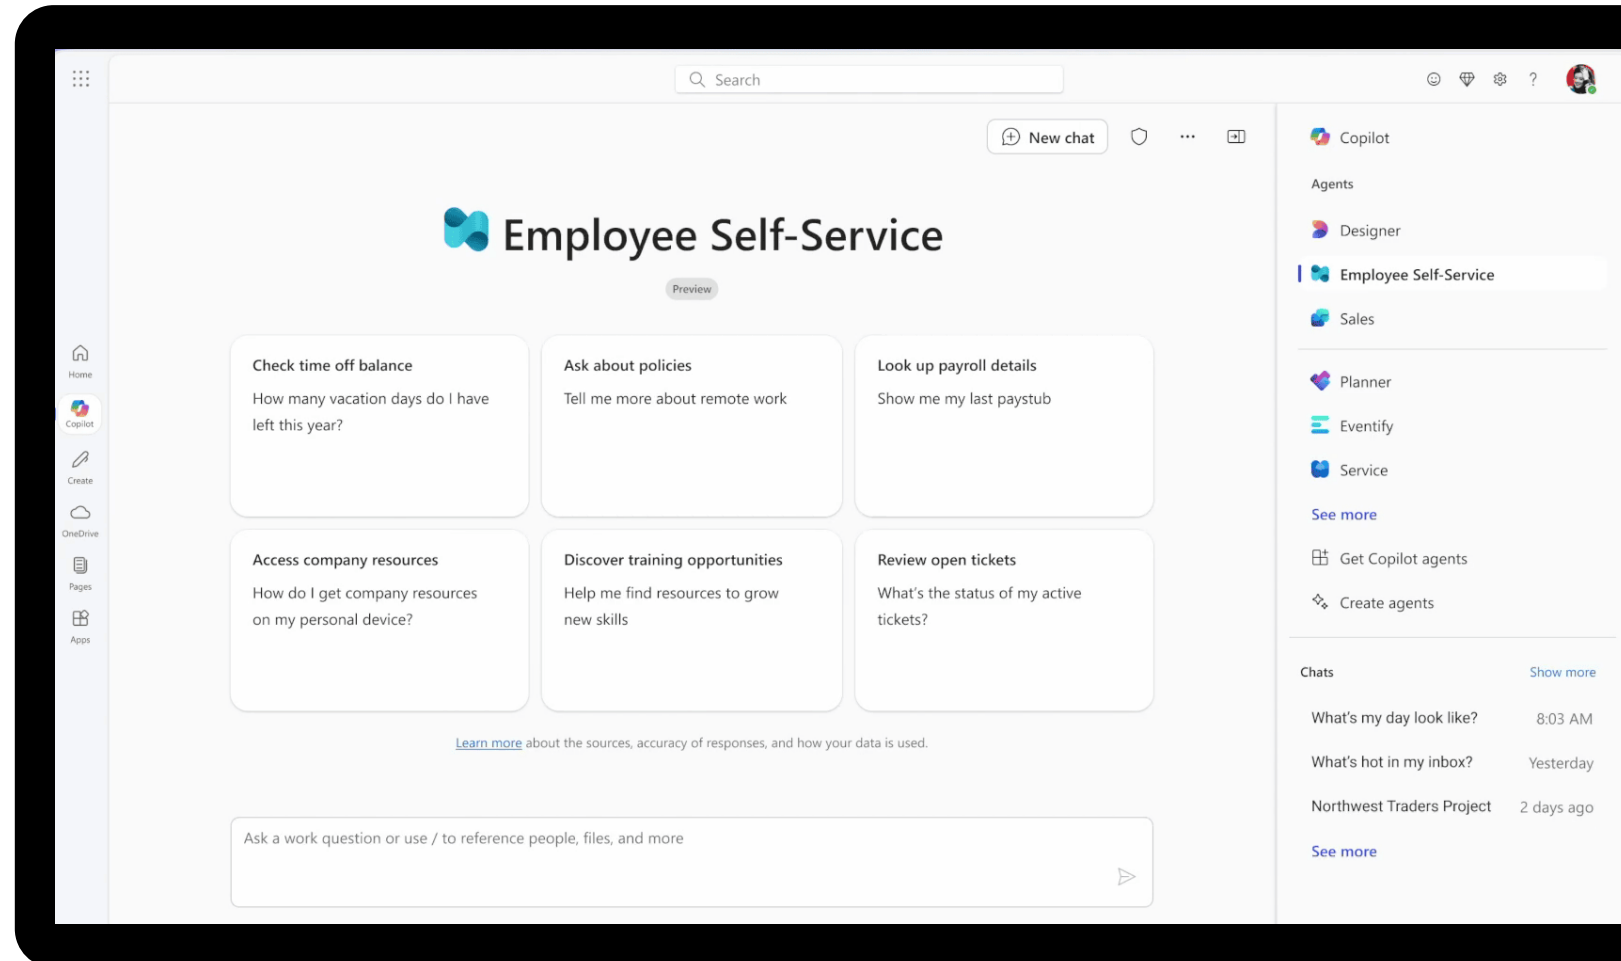 Search
Home
Copilot
Create
OneDrive
Pages
Apps
New chat
Employee Self-Service
Preview
Check time off balance
How many vacation days do I have
left this year?
Ask about policies
Tell me more about remote work
Look up payroll details
Show me my last paystub
Access company resources
How do I get company resources
on my personal device?
Discover training opportunities
Help me find resources to grow
new skills
Review open tickets
What's the status of my active
tickets?
Learn more about the sources, accuracy of responses, and how your data is used.
Ask a work question or use / to reference people, files, and more
Copilot
Agents
Designer
Employee Self-Service
Sales
Planner
Eventify
Service
See more
Get Copilot agents
Create agents
Chats Show more
What's my day look like? 8:03 AM
What's hot in my inbox? Yesterday
Northwest Traders Project 2 days ago
See more